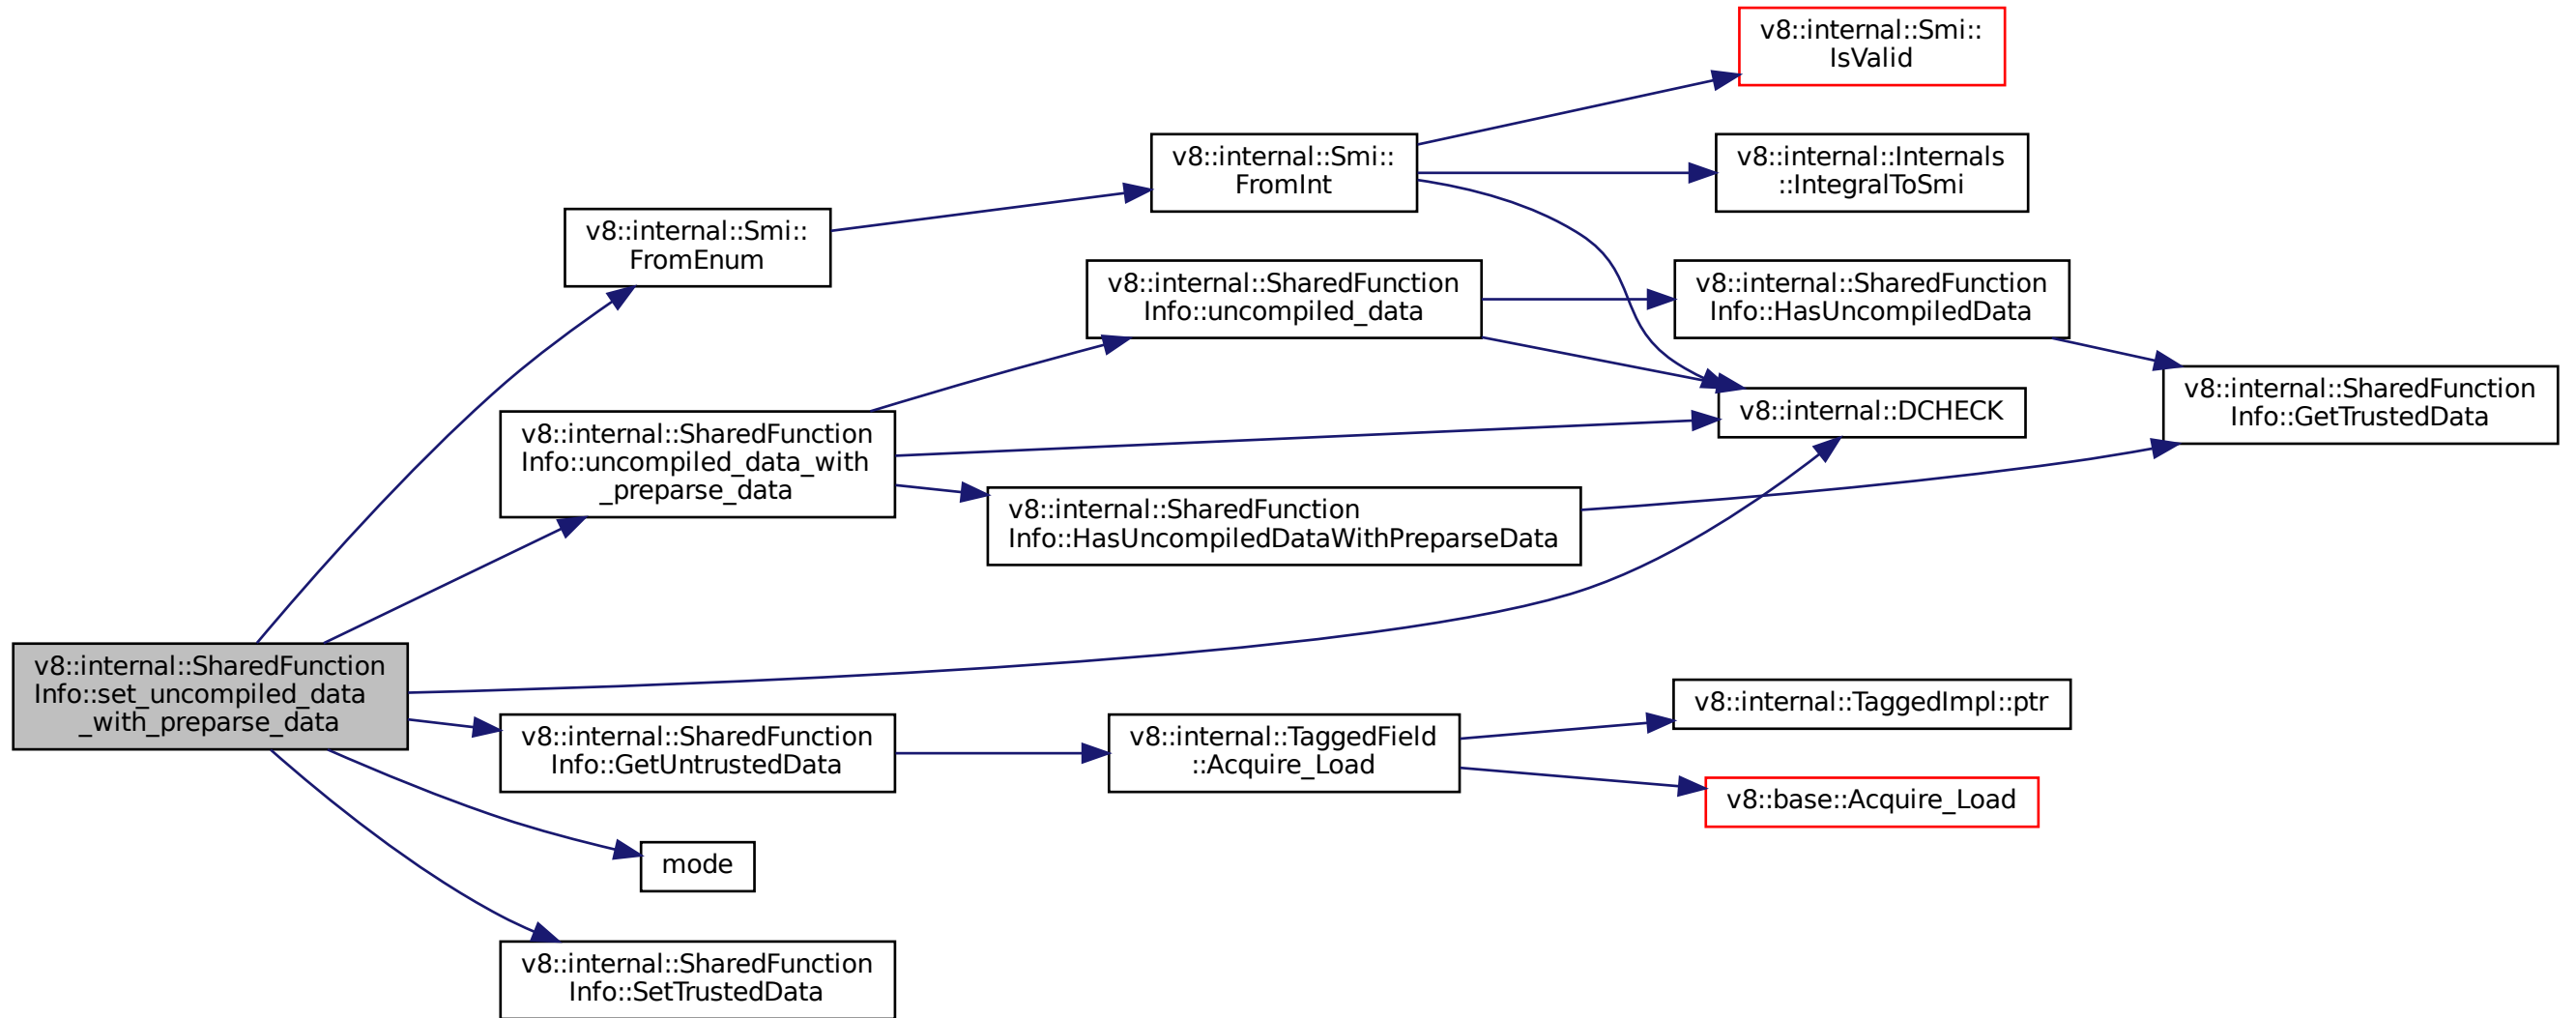 v8::internal::Smi::
IsValid
v8::internal::Smi::
FromInt
v8::internal::Internals
::IntegralToSmi
v8::internal::Smi::
FromEnum
v8::internal::SharedFunction
Info::uncompiled_data
v8::internal::SharedFunction
Info::HasUncompiledData
v8::internal::SharedFunction
Info::GetTrustedData
v8::internal::DCHECK
v8::internal::SharedFunction
Info::uncompiled_data_with
_preparse_data
v8::internal::SharedFunction
Info::HasUncompiledDataWithPreparseData
v8::internal::SharedFunction
Info::set_uncompiled_data
_with_preparse_data
v8::internal::TaggedImpl::ptr
v8::internal::SharedFunction
Info::GetUntrustedData
v8::internal::TaggedField
::Acquire_Load
v8::base::Acquire_Load
mode
v8::internal::SharedFunction
Info::SetTrustedData